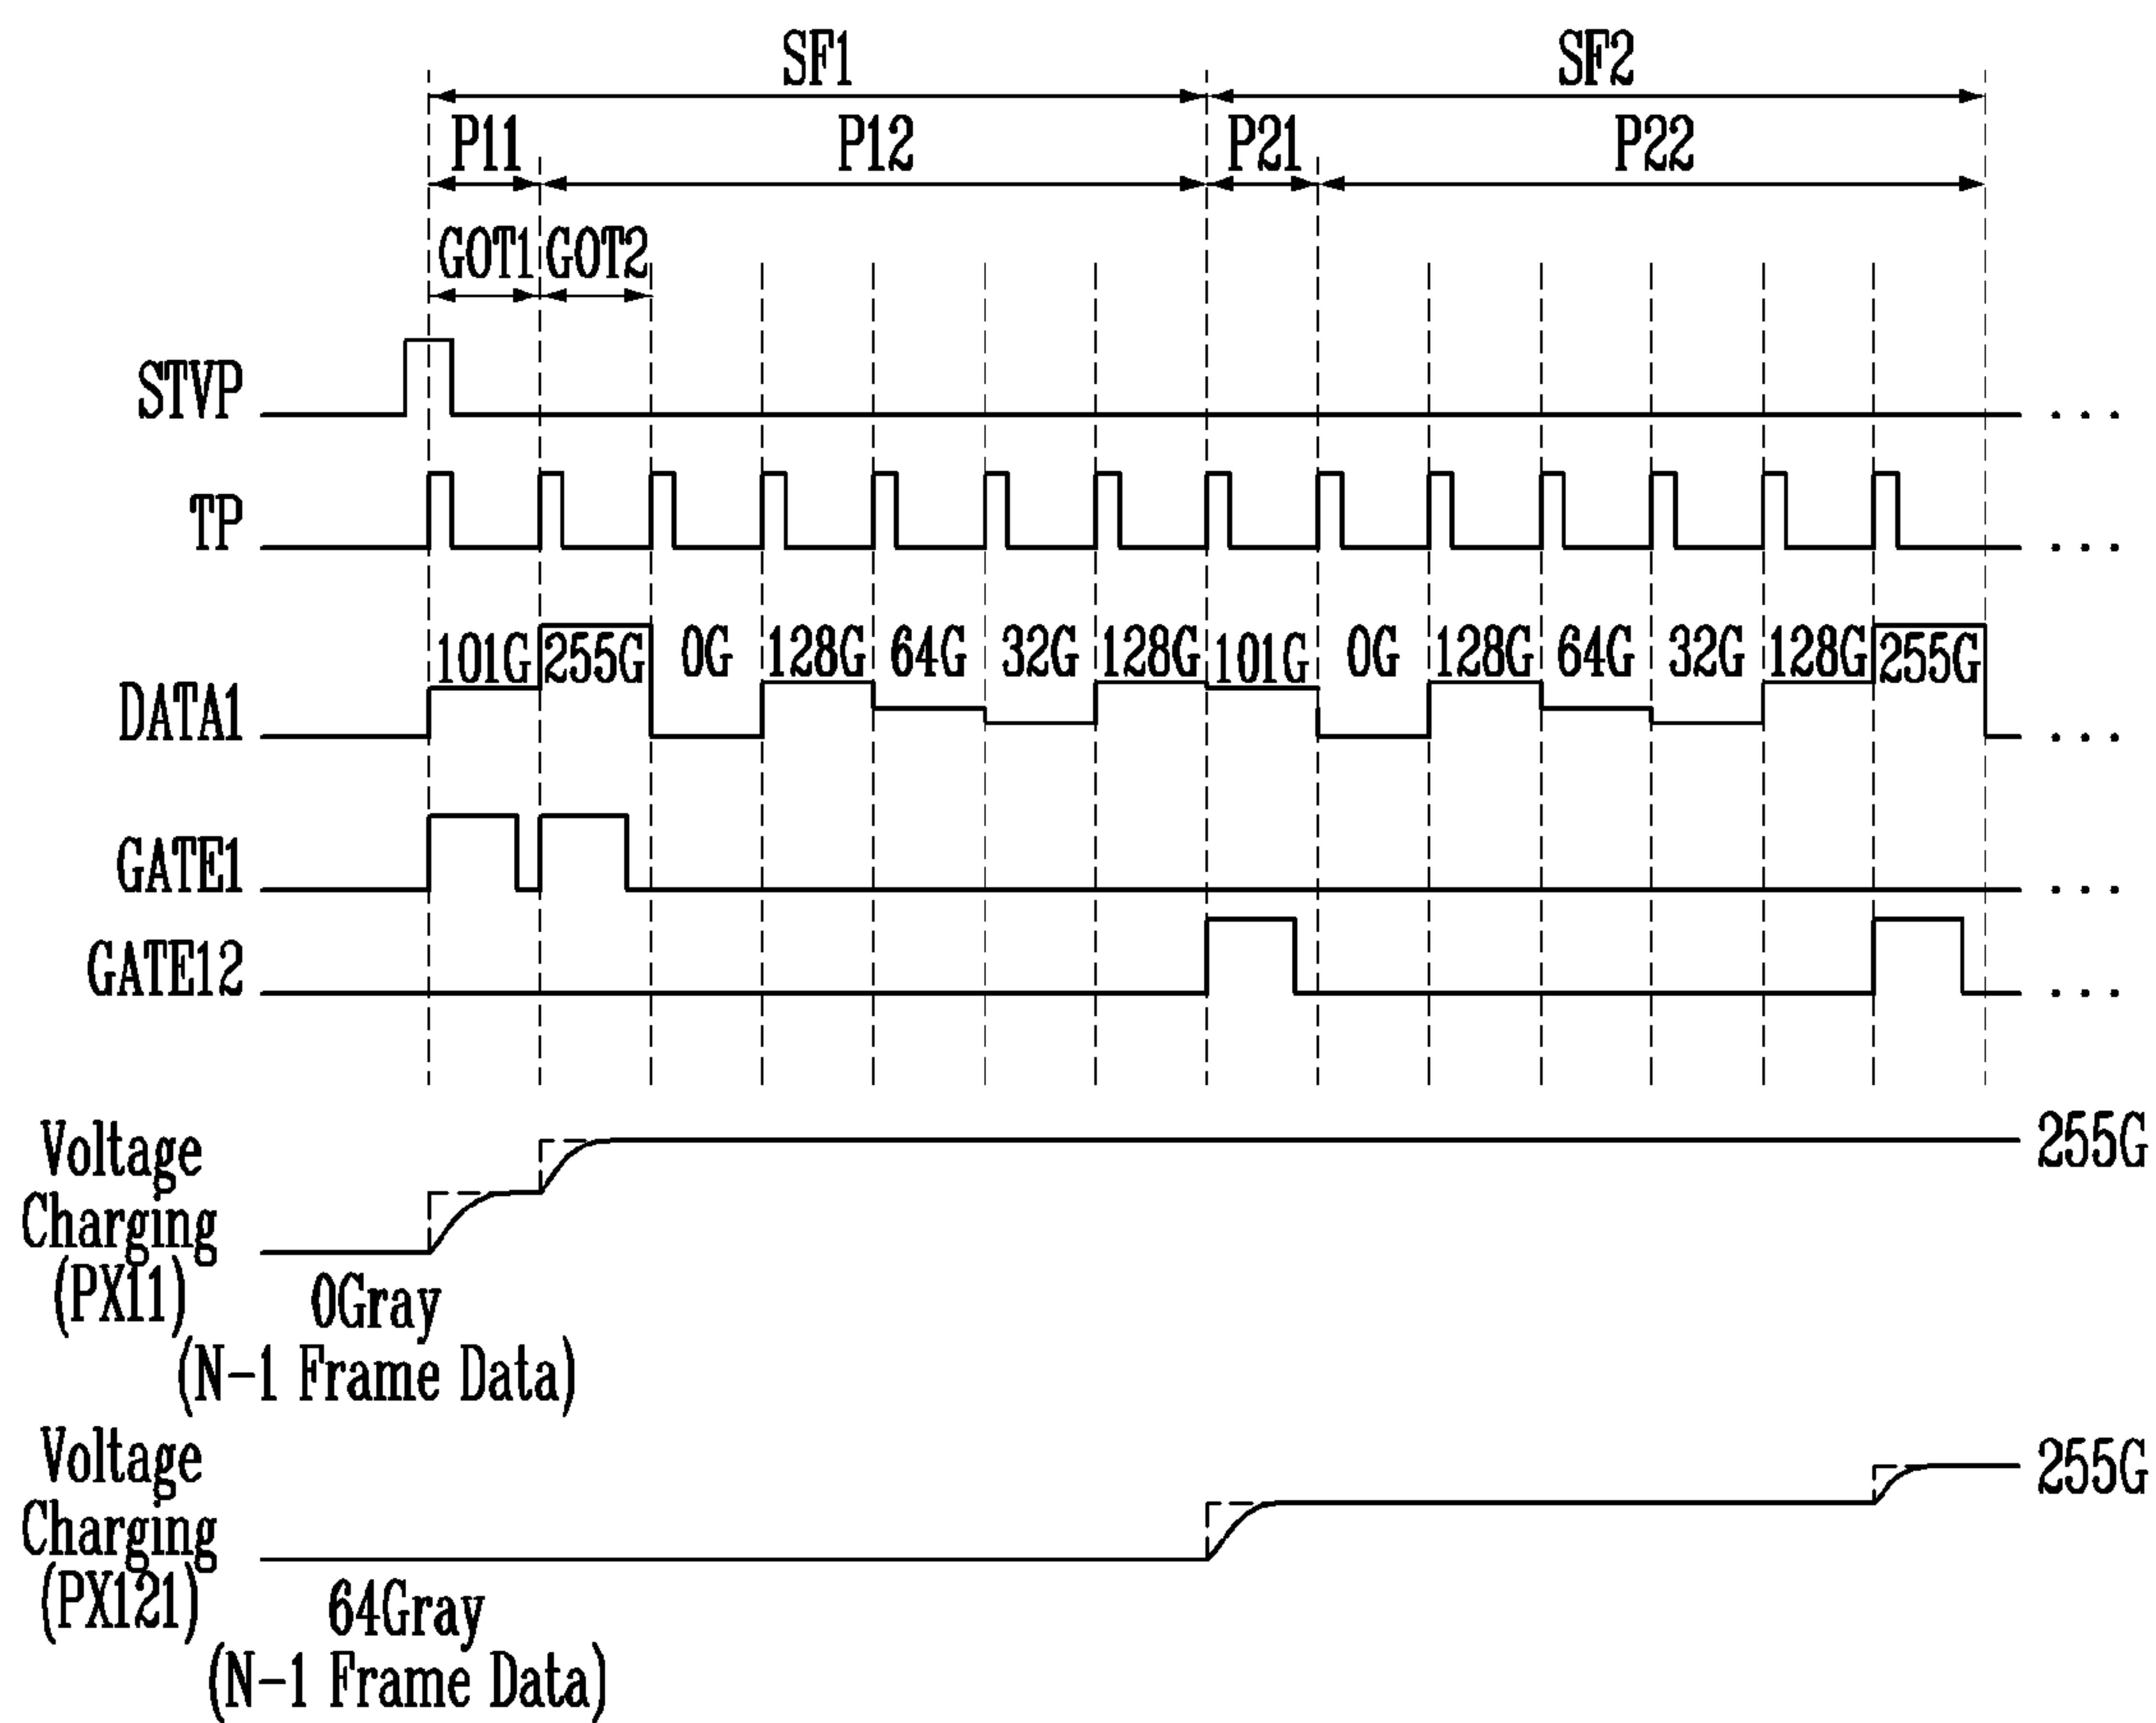 SF1 SF2
P11 P12 P21 P22
GOT1 GOT2
STVP
TP
101G 255G 0G 128G 64G 32G 128G 101G 0G 128G 64G 32G 128G 255G
DATA1
GATE1
GATE12
Voltage
Charging
(PX11)
255G
0Gray
(N-1 Frame Data)
Voltage
Charging
(PX121)
255G
64Gray
(N-1 Frame Data)